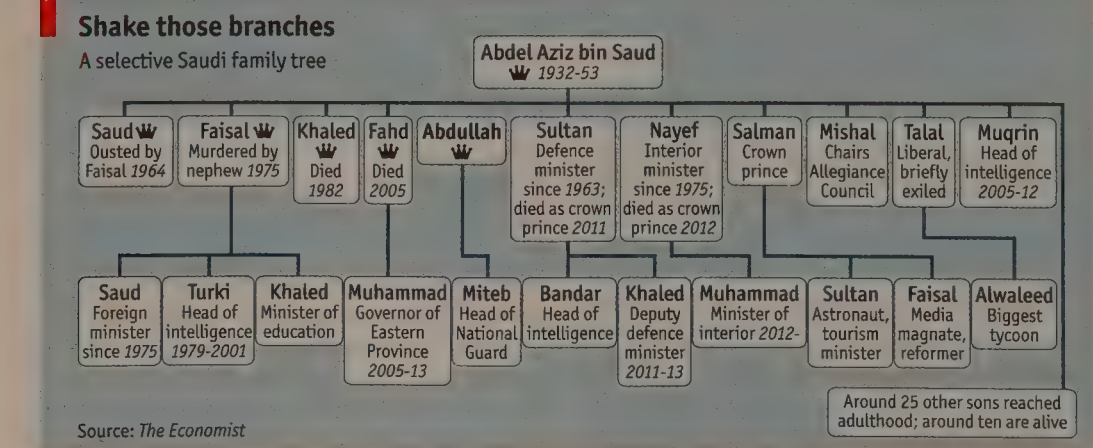 Shake those branches
A selective Saudi family tree
Abdel Aziz bin Saud
1932-53
Saud
Ousted by
Faisal 1964
Faisal
Murdered by
nephew 1975
Khaled
Died
1982
Fahd
Died
2005
Abdullah
Sultan
Defence
minister
since 1963;
died as crown
prince 2011
Nayef
Interior
minister
since 1975;
died as crown
prince 2012
Salman
Crown
prince
Mishal
Chairs
Allegiance
Council
Talal
Liberal,
briefly
exiled
Muqrin
Head of
intelligence
2005-12
Saud
Foreign
minister
since 1975
Turki
Head of
intelligence
1979-2001
Khaled
Minister of
education
Muhammad
Governor of
Eastern
Province
2005-13
Miteb
Head of
National
Guard
Bandar
Head of
intelligence
Khaled
Deputy
defence
minister
2011-13
Muhammad
Minister of
interior 2012-
Sultan
Astronaut,
tourism
minister
Faisal
Media
magnate,
reformer
Alwaleed
Biggest
tycoon
Around 25 other sons reached
adulthood; around ten are alive
Source: The Economist